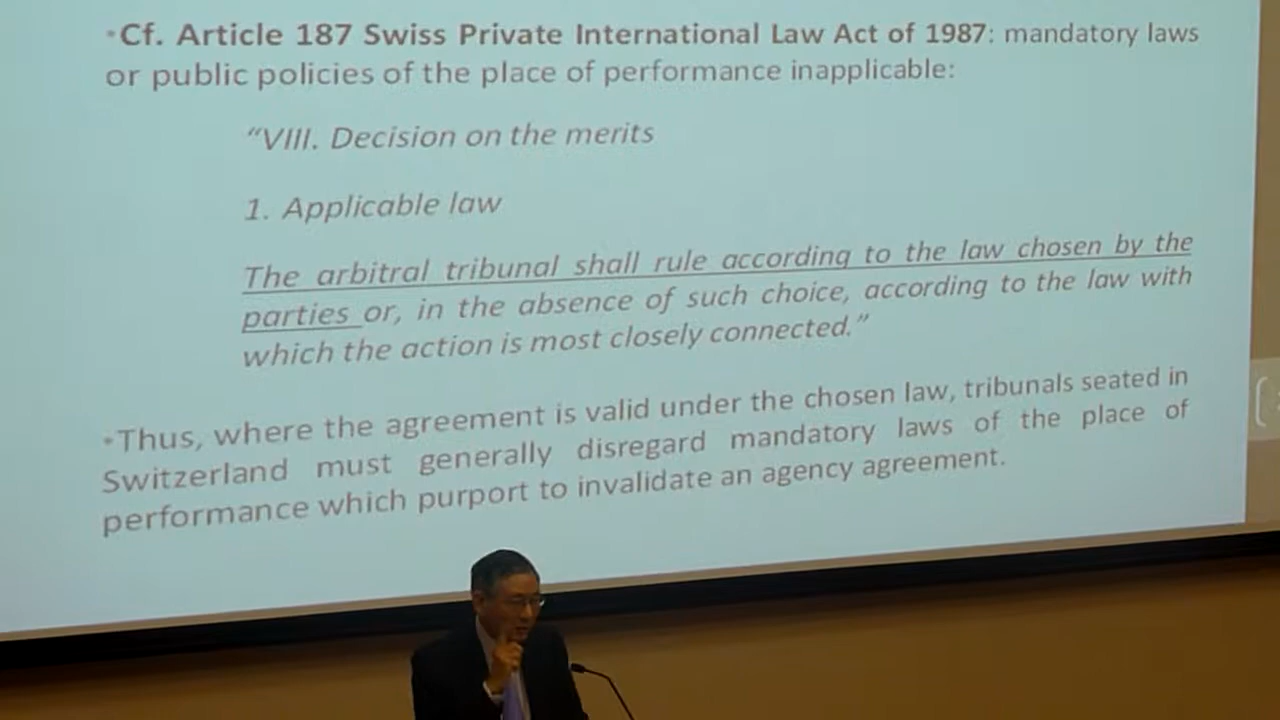 •Cf. Article 187 Swiss Private International Law Act of 1987: mandatory laws
or public policies of the place of performance inapplicable:
“VIII. Decision on the merits
1. Applicable law
The arbitral tribunal shall rule according to the law chosen by the
parties or, in the absence of such choice, according to the law with
which the action is most closely connected.”
•Thus, where the agreement is valid under the chosen law, tribunals seated in
Switzerland must generally disregard mandatory laws of the place of
performance which purport to invalidate an agency agreement.